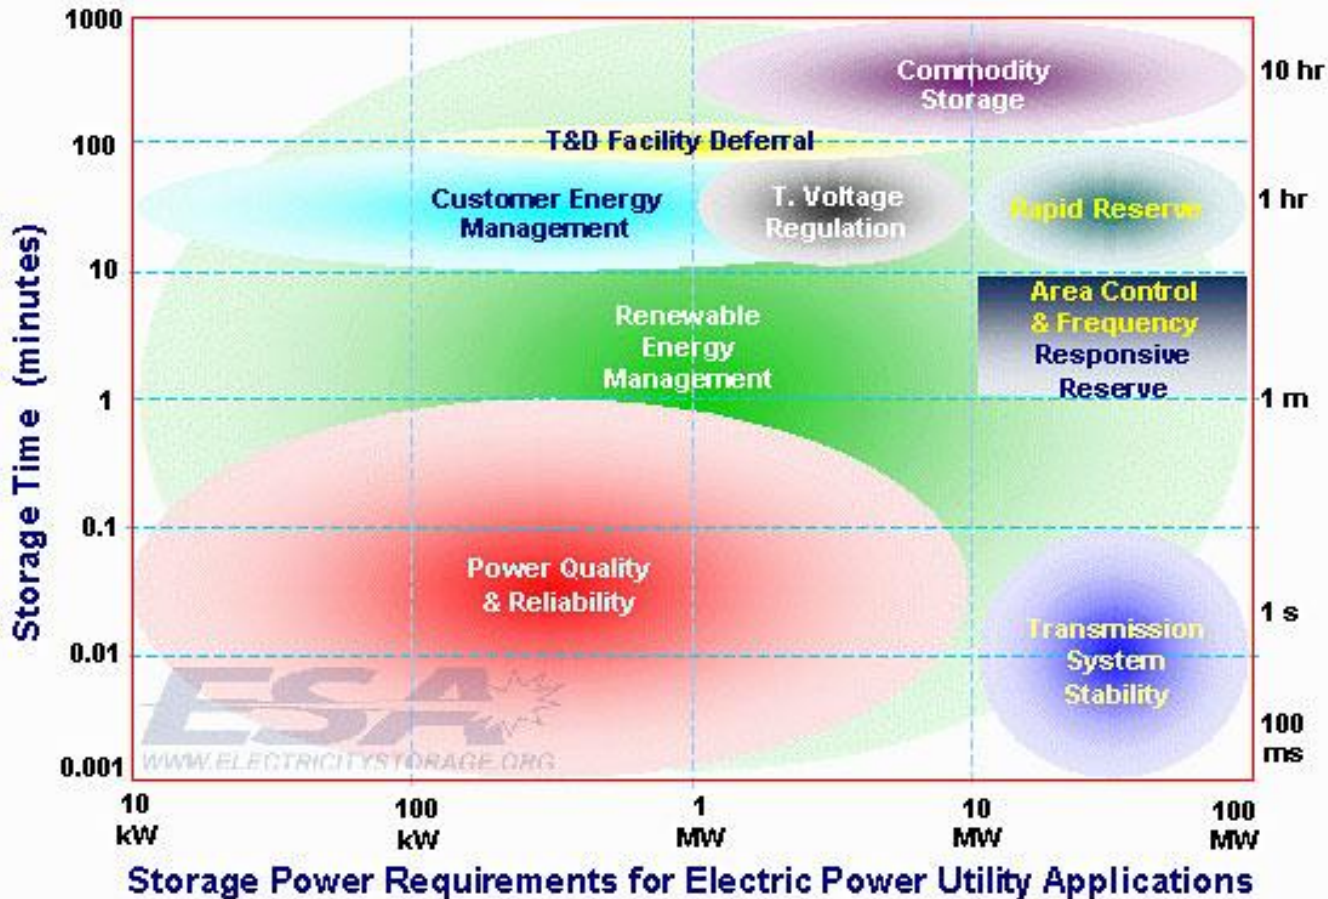 1000
100
10
1
0.1
0.01
0.001
Storage Time (minutes)
Commodity
Storage
T&D Facility Deferral
Customer Energy
Management
T. Voltage
Regulation
Rapid Reserve
Renewable
Energy
Management
Area Control
& Frequency
Responsive
Reserve
Power Quality
& Reliability
Transmission
System
Stability
ESA
WWW.ELECTRICITYSTORAGE.ORG
10 hr
1 hr
1 m
1 s
100
ms
10
kW
100
kW
1
MW
10
MW
100
MW
Storage Power Requirements for Electric Power Utility Applications